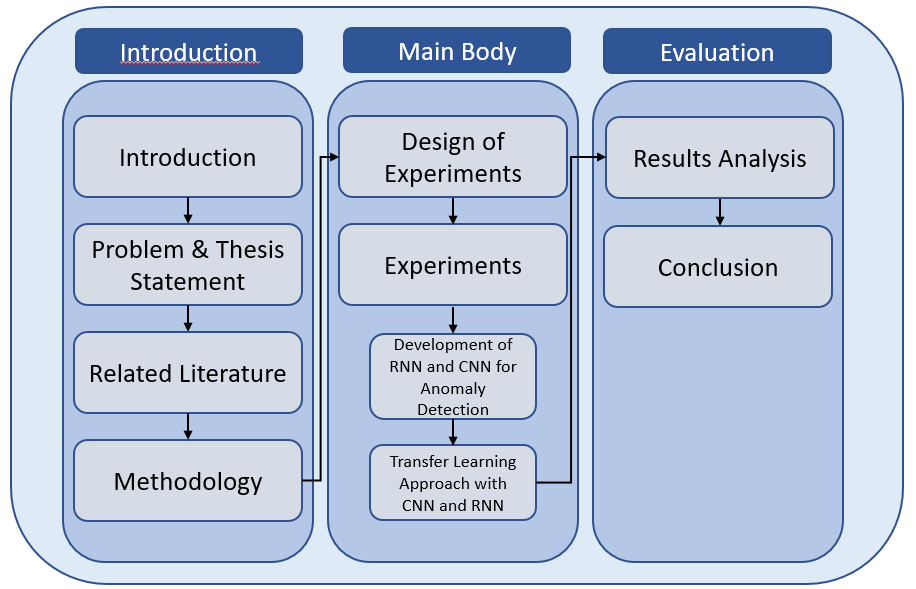 Introduction
Main Body
Evaluation
Introduction
Problem & Thesis
Statement
Related Literature
Methodology
Design of
Experiments
Experiments
Development of
RNN and CNN for
Anomaly
Detection
Transfer Learning
Approach with
CNN and RNN
Results Analysis
Conclusion